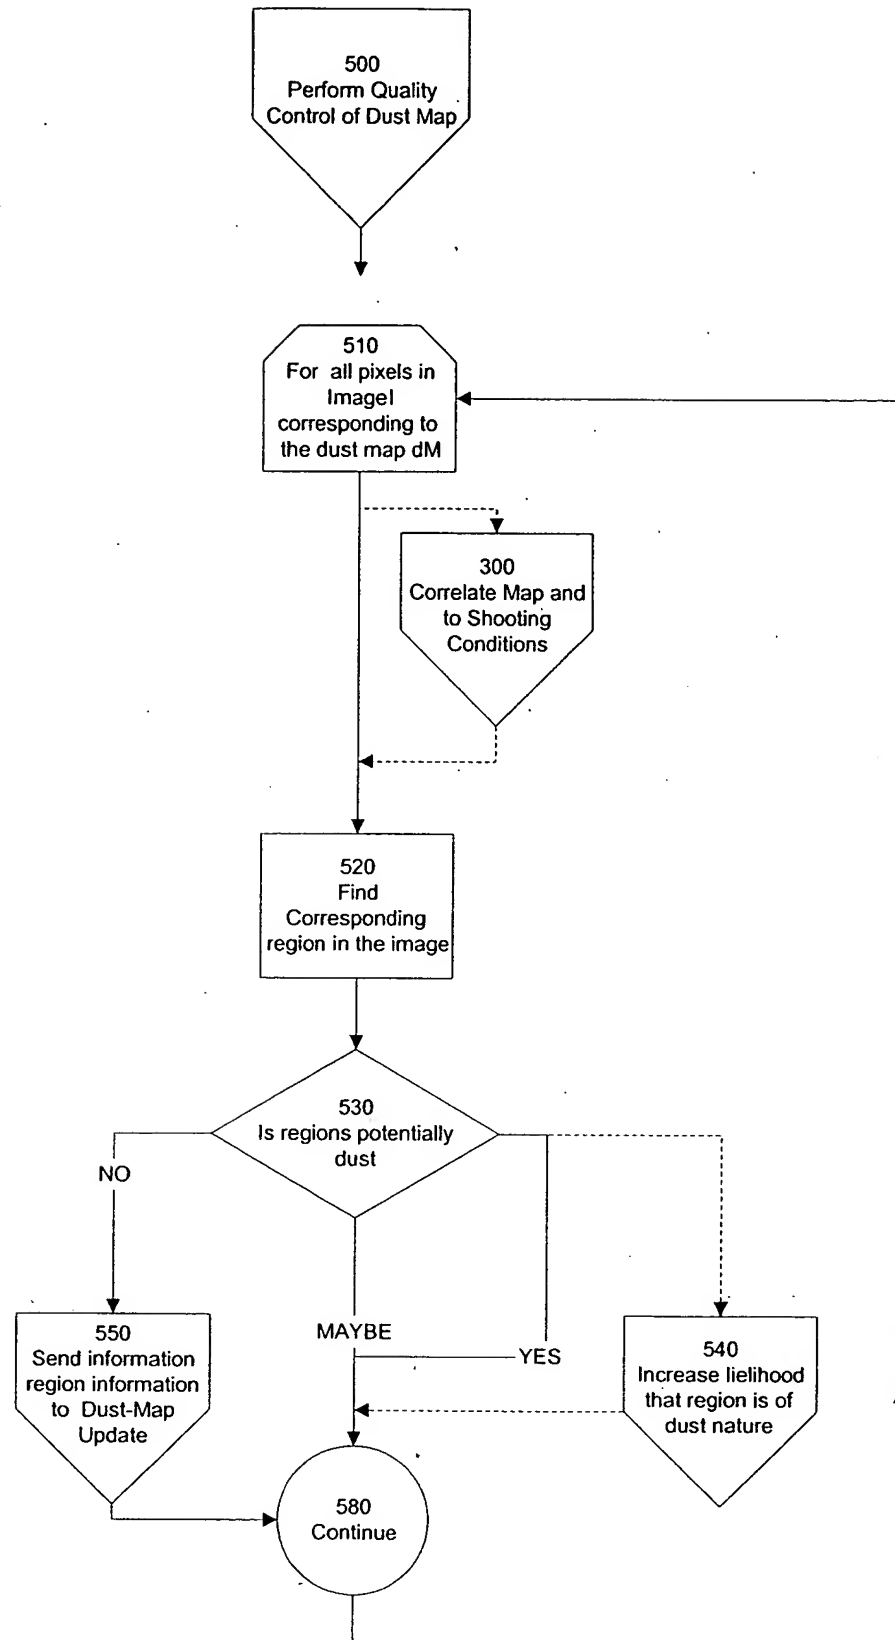 500
Perform Quality
Control of Dust Map
510
For all pixels in
ImageI
corresponding to
the dust map dM
300
Correlate Map and
to Shooting
Conditions
520
Find
Corresponding
region in the image
530
Is regions potentially
dust
NO
MAYBE
YES
550
Send information
region information
to Dust-Map
Update
540
Increase lielihood
that region is of
dust nature
580
Continue